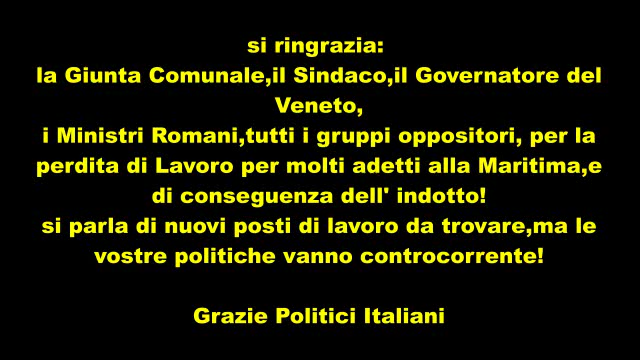 si ringrazia:
la Giunta Comunale,il Sindaco,il Governatore del
Veneto,
i Ministri Romani,tutti i gruppi oppositori, per la
perdita di Lavoro per molti adetti alla Maritima,e
di conseguenza dell' indotto!
si parla di nuovi posti di lavoro da trovare,ma le
vostre politiche vanno controcorrente!
Grazie Politici Italiani